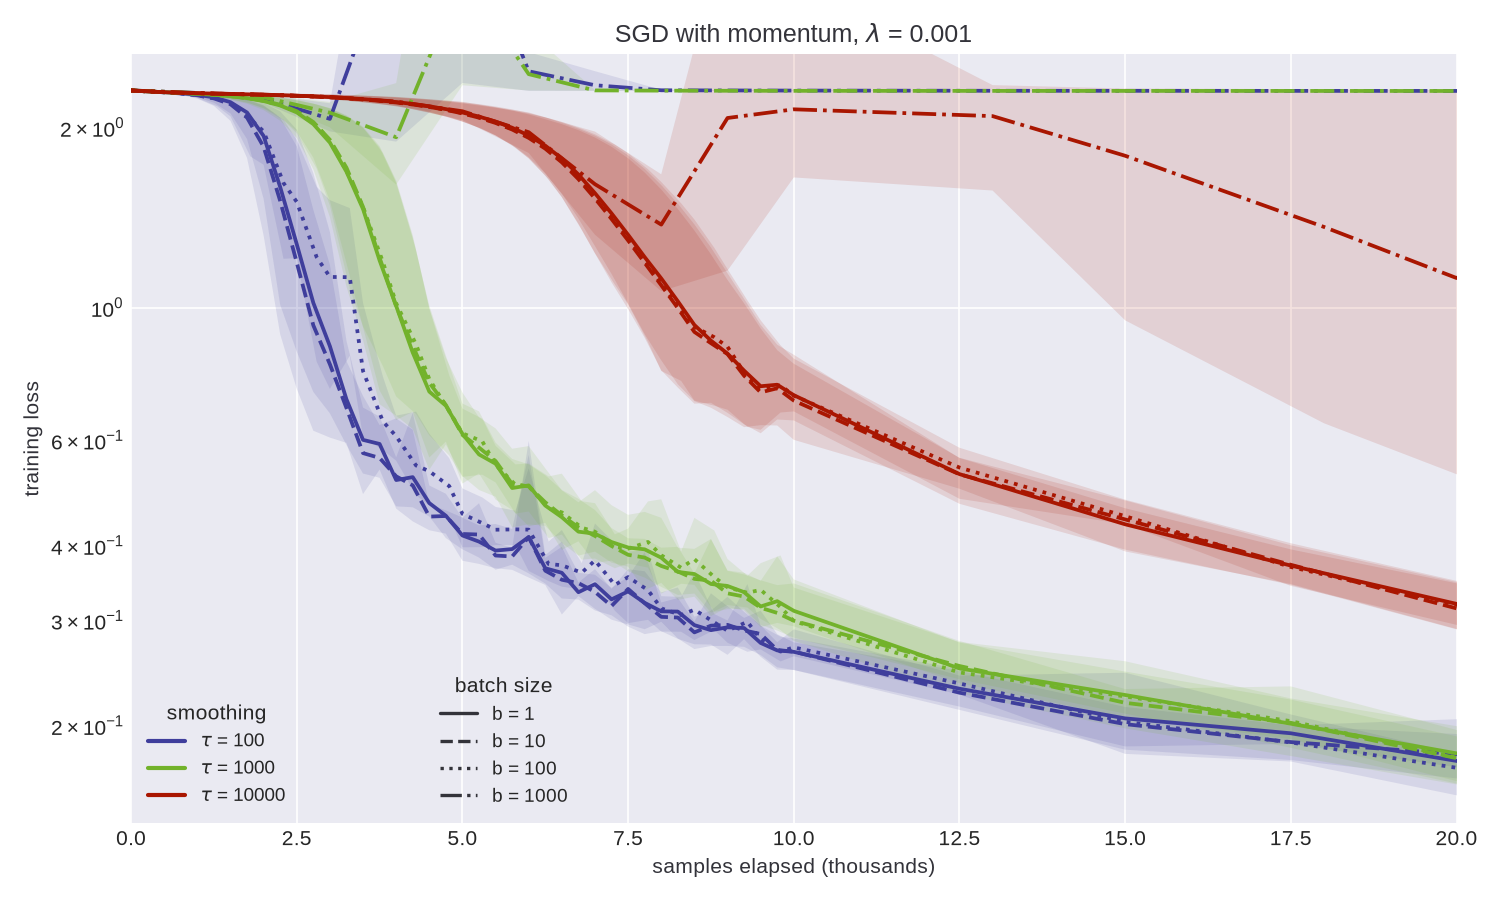 SGD with momentum, λ = 0.001
training loss
2 × 10⁰
10⁰
6 × 10⁻¹
4 × 10⁻¹
3 × 10⁻¹
2 × 10⁻¹
smoothing
τ = 100
τ = 1000
τ = 10000
batch size
b = 1
b = 10
b = 100
b = 1000
0.0 2.5 5.0 7.5 10.0 12.5 15.0 17.5 20.0
samples elapsed (thousands)